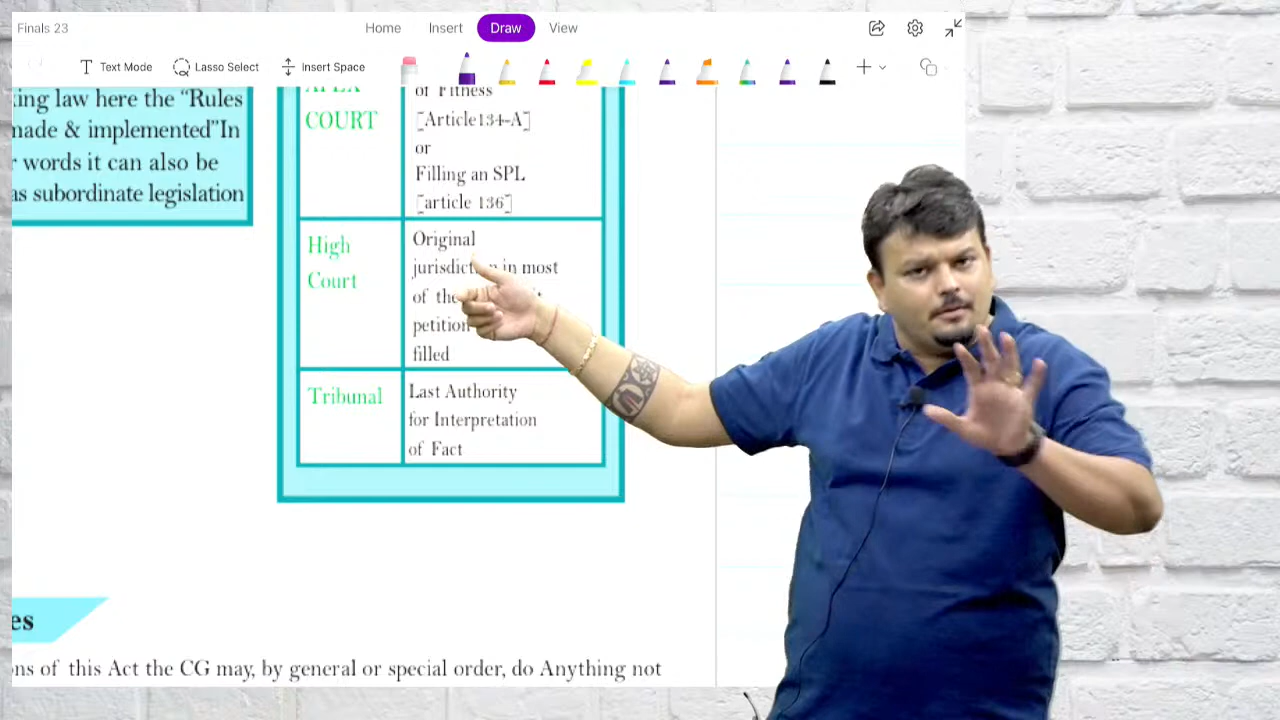 Finals 23
Home Insert Draw View
Text Mode Lasso Select Insert Space
king law here the “Rules
made & implemented”In
r words it can also be
as subordinate legislation
APEX
COURT
of Fitness
[Article134-A]
or
Filling an SPL
[article 136]
High
Court
Original
in most
of the
petition
filled
Tribunal
Last Authority
for Interpretation
of Fact
es
ons of this Act the CG may, by general or special order, do Anything not